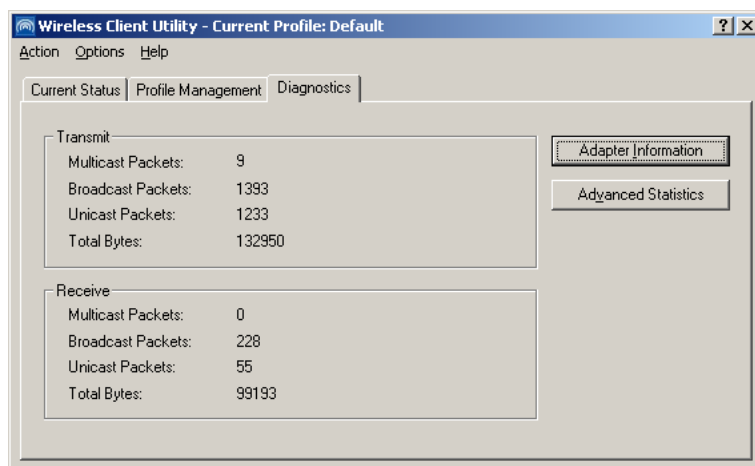 Wireless Client Utility - Current Profile: Default
Action Options Help
Current Status Profile Management Diagnostics
Transmit
Multicast Packets: 9
Broadcast Packets: 1393
Unicast Packets: 1233
Total Bytes: 132950
Adapter Information
Advanced Statistics
Receive
Multicast Packets: 0
Broadcast Packets: 228
Unicast Packets: 55
Total Bytes: 99193